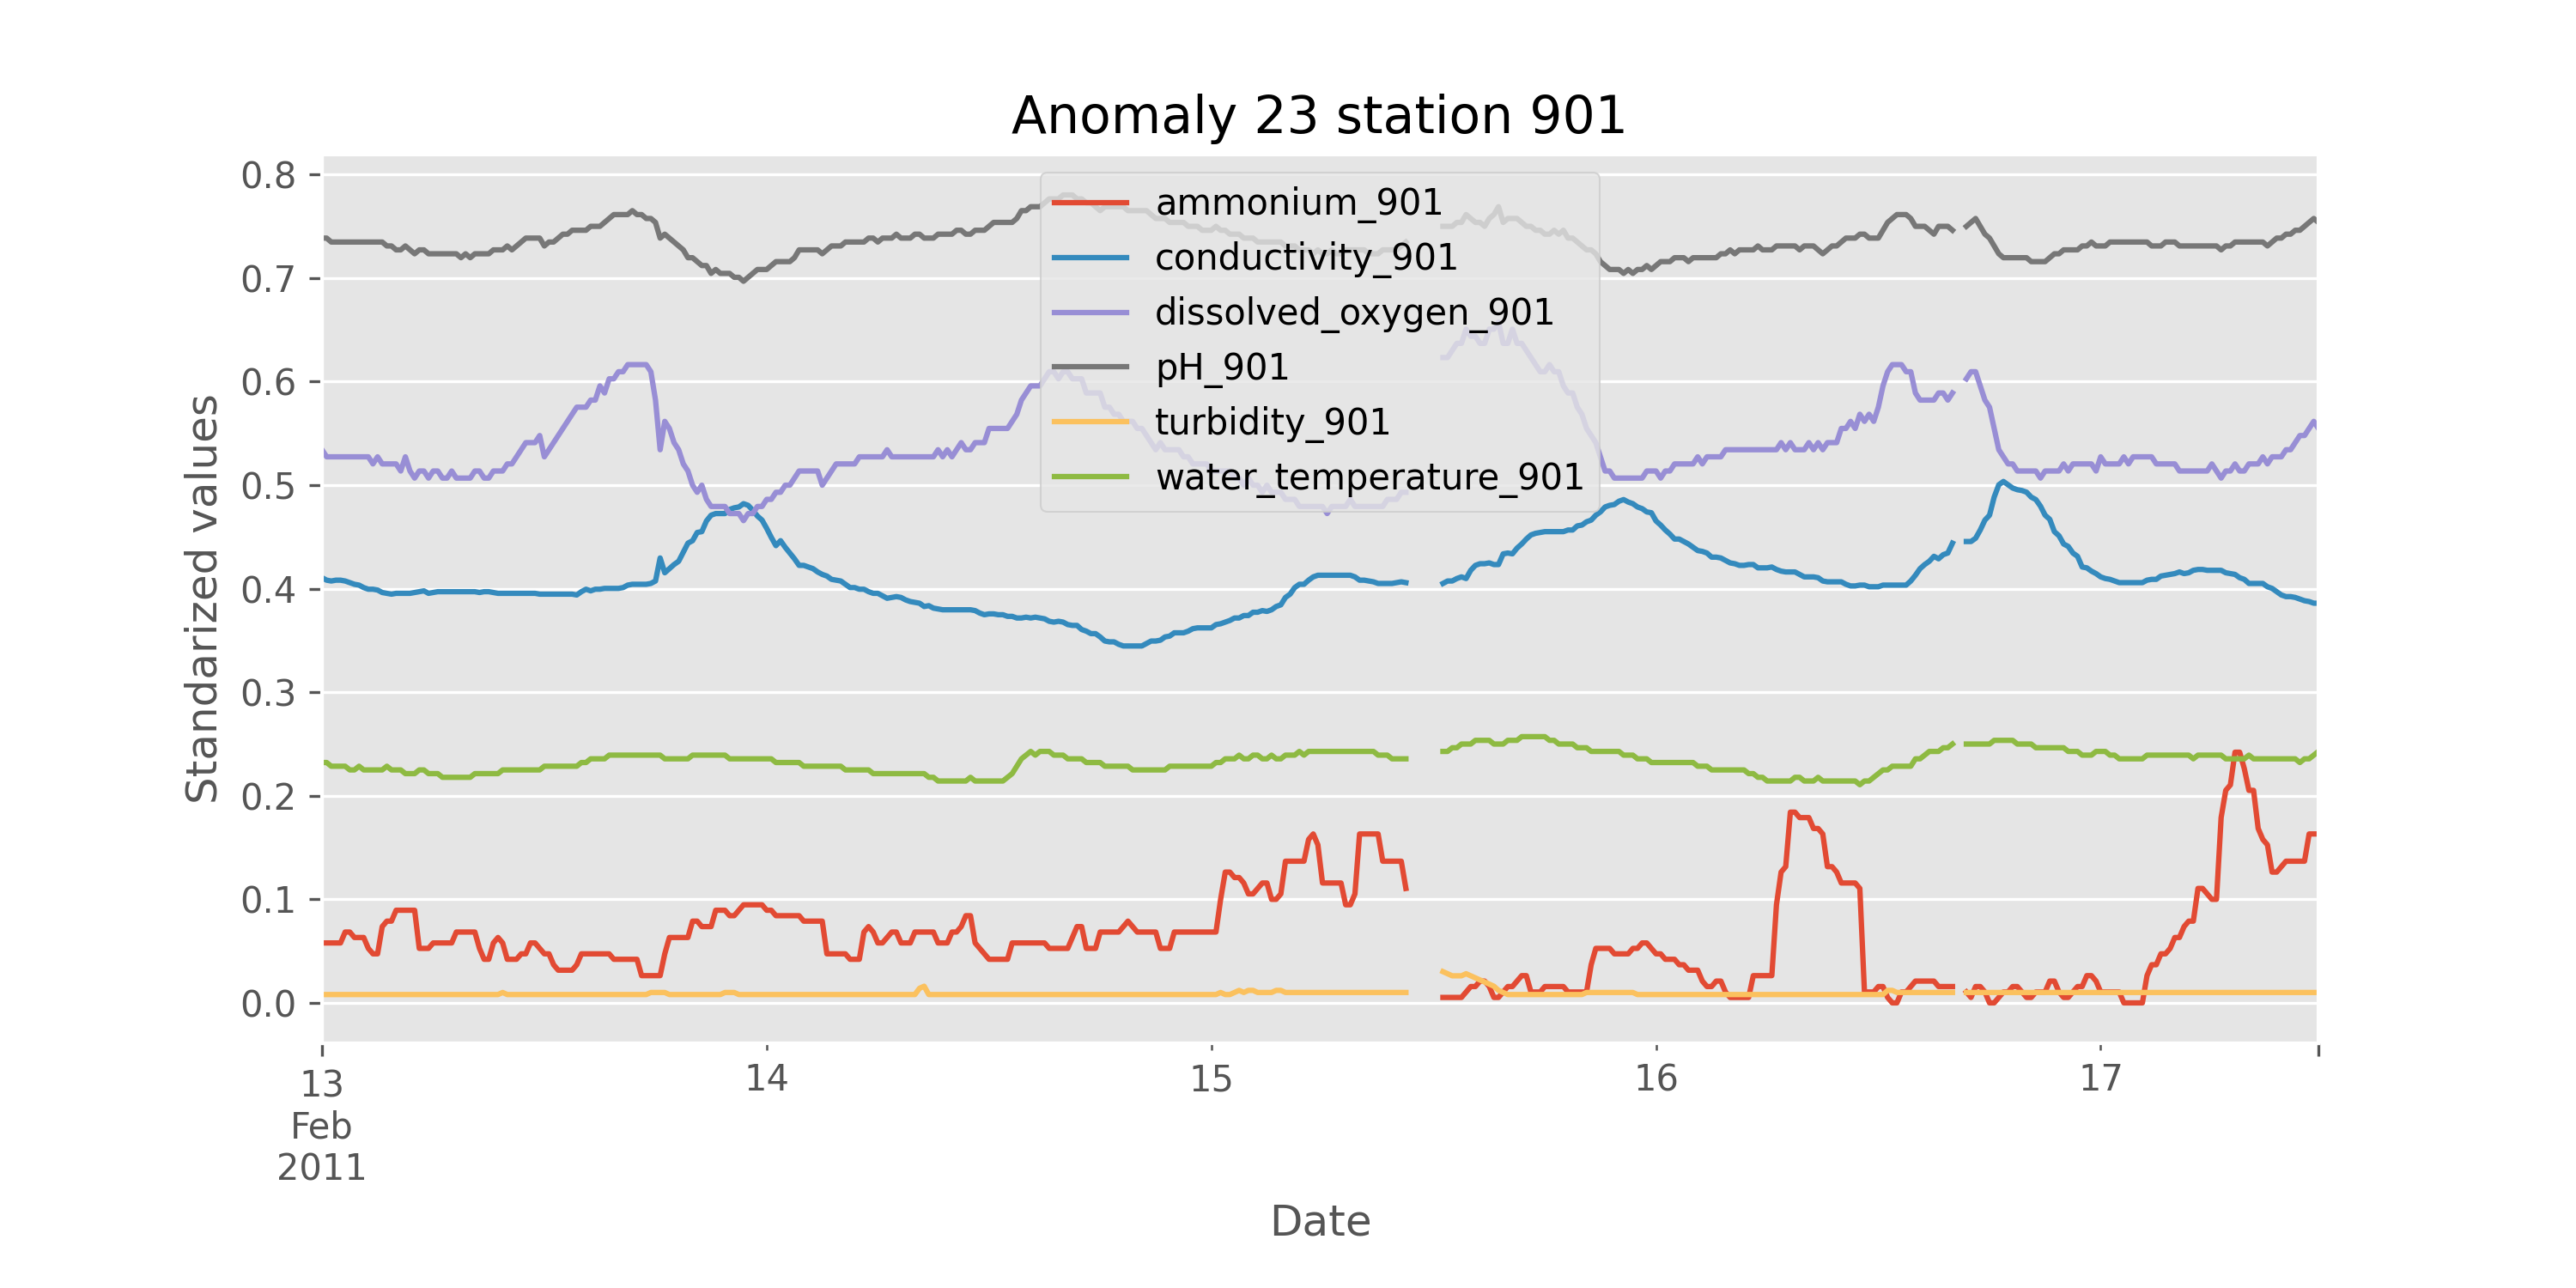 Anomaly 23 station 901
ammonium_901
conductivity_901
dissolved_oxygen_901
pH_901
turbidity_901
water_temperature_901
Standarized values
0.8
0.7
0.6
0.5
0.4
0.3
0.2
0.1
0.0
13 14 15 16 17
Feb
2011
Date